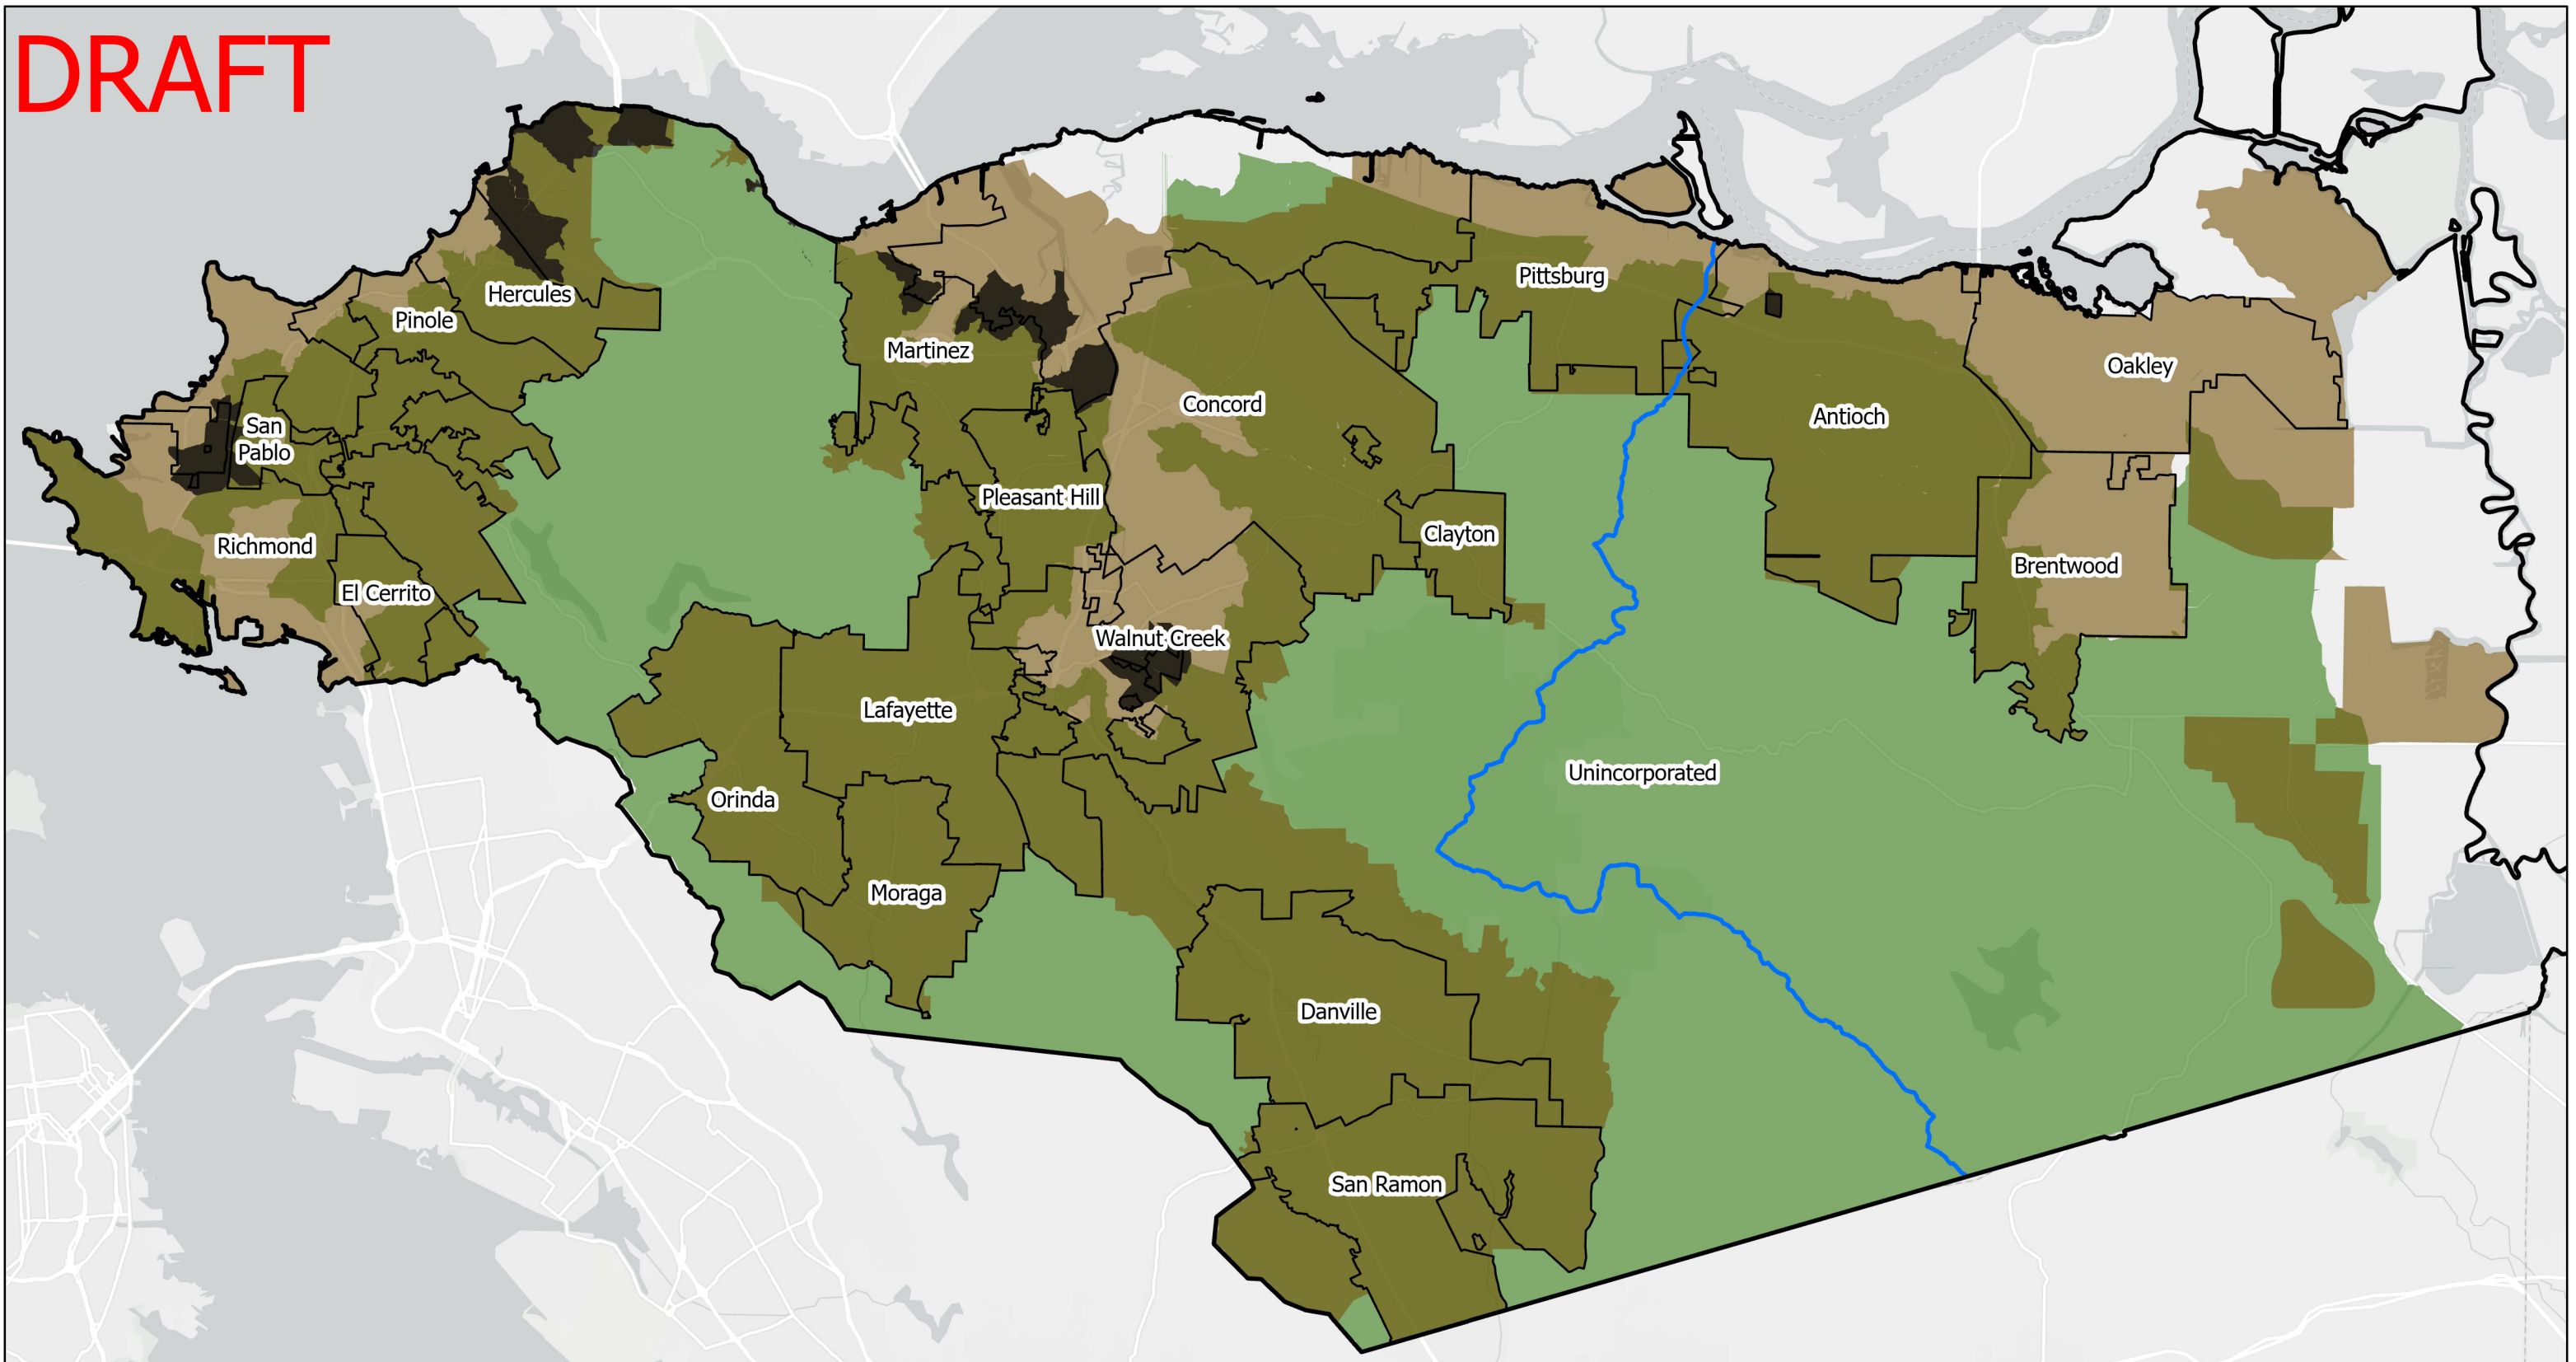 DRAFT
Hercules
Pinole
Pittsburg
Martinez
Oakley
Concord
Antioch
San
Pablo
Pleasant Hill
Clayton
Richmond
Brentwood
El Cerrito
Walnut Creek
Lafayette
Unincorporated
Orinda
Moraga
Danville
San Ramon